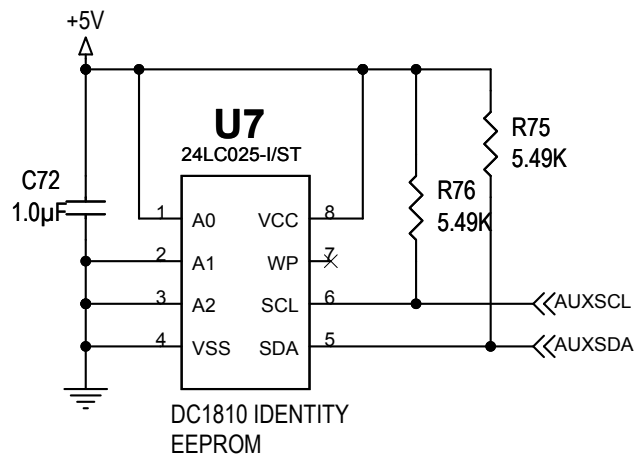 +5V
U7
24LC025-I/ST
R75
5.49K
C72
1.0µF
R76
5.49K
1 A0 VCC 8
2 A1 WP 7
3 A2 SCL 6
AUXSCL
4 VSS SDA 5
AUXSDA
DC1810 IDENTITY
EEPROM